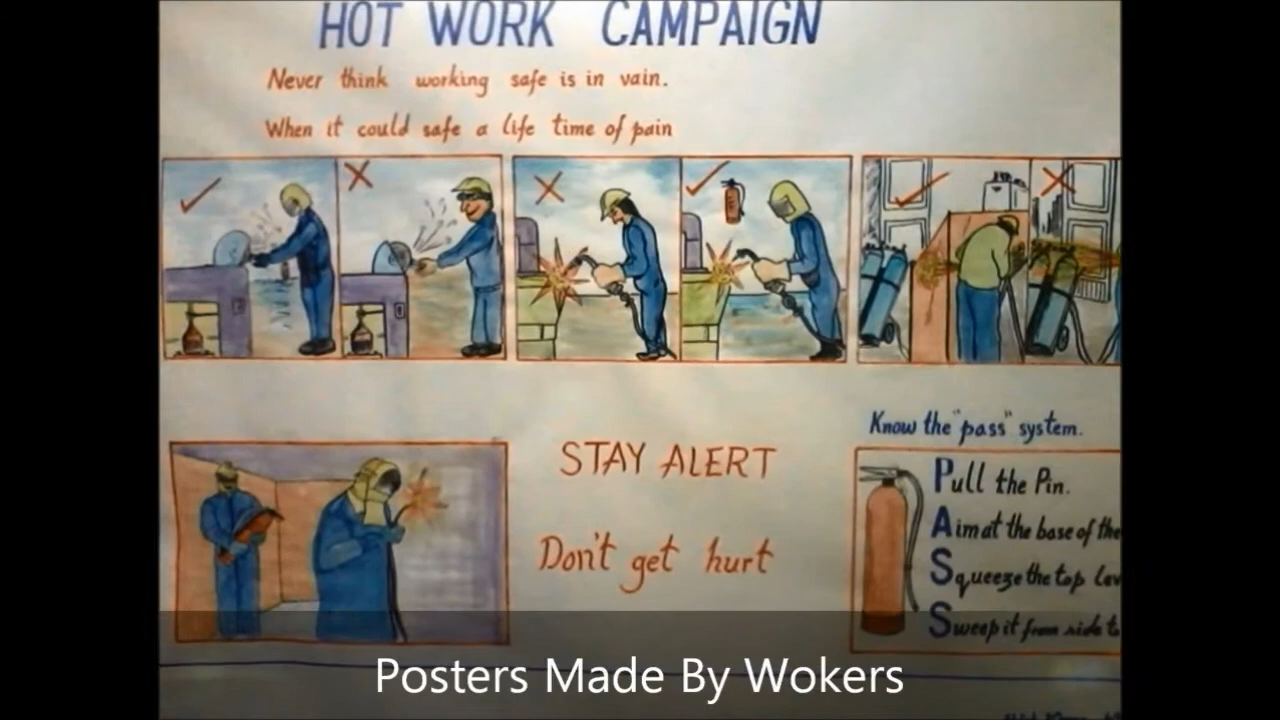 HOT WORK CAMPAIGN
Never think working safe is in vain.
When it could safe a life time of pain
Know the "pass" system.
STAY ALERT
Don't get hurt
Pull the Pin.
Aim at the base of the
Squeeze the top
Sweep it from side
Posters Made By Wokers